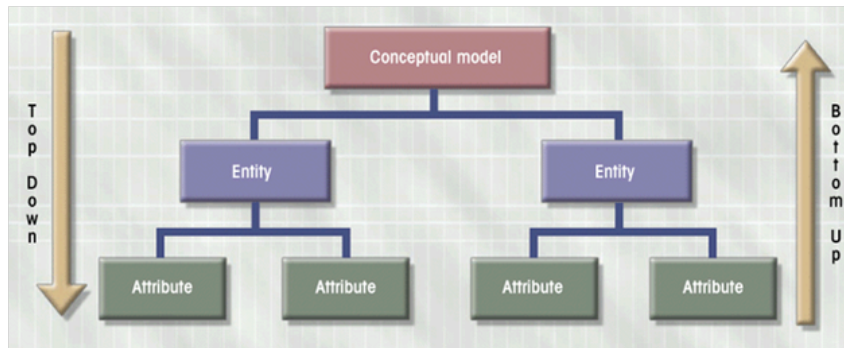 Conceptual model
Top Down
Bottom Up
Entity
Entity
Attribute
Attribute
Attribute
Attribute